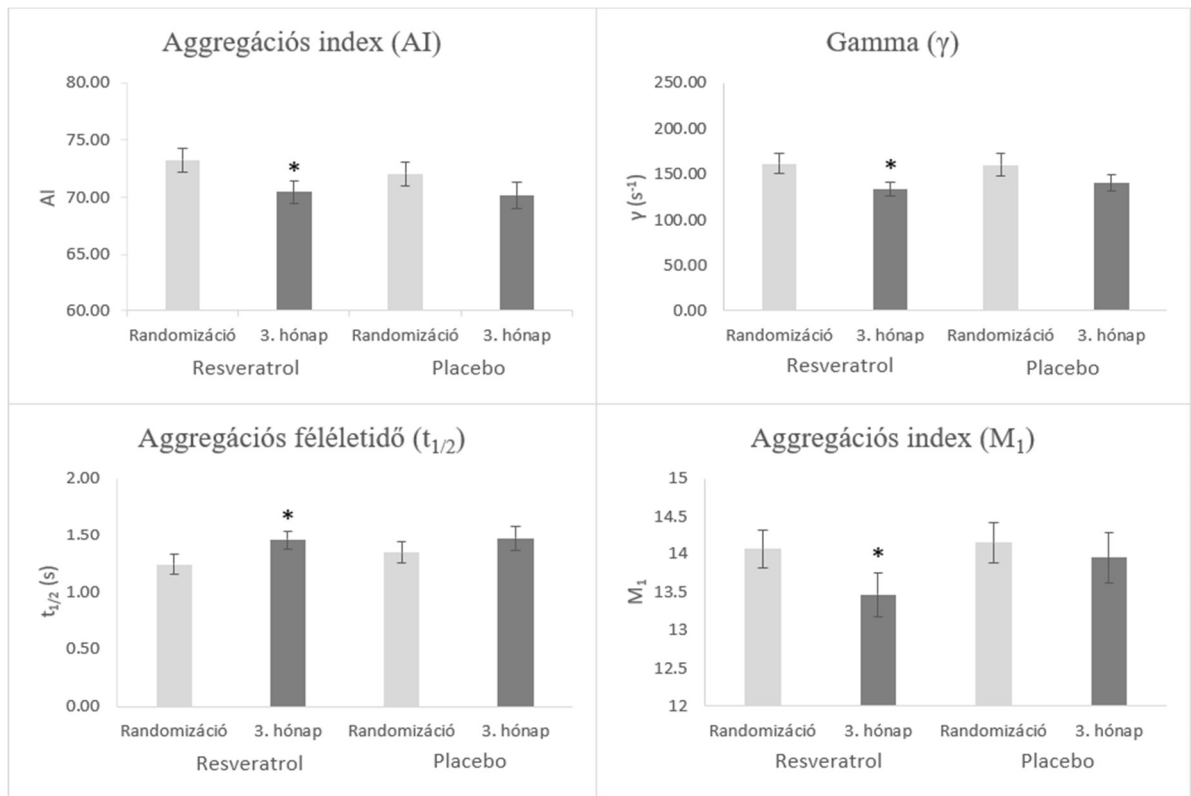 Aggregációs index (AI)
80.00
75.00
70.00
65.00
60.00
AI
*
Randomizáció 3. hónap Randomizáció 3. hónap
Resveratrol Placebo
Gamma (γ)
250.00
200.00
150.00
100.00
50.00
0.00
γ (s⁻¹)
*
Randomizáció 3. hónap Randomizáció 3. hónap
Resveratrol Placebo
Aggregációs féléletidő (t₁/₂)
2.00
1.50
1.00
0.50
0.00
t₁/₂ (s)
*
Randomizáció 3. hónap Randomizáció 3. hónap
Resveratrol Placebo
Aggregációs index (M₁)
15
14.5
14
13.5
13
12.5
12
M₁
*
Randomizáció 3. hónap Randomizáció 3. hónap
Resveratrol Placebo